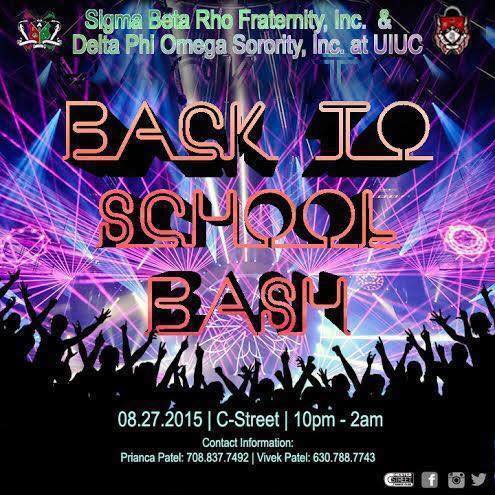 Sigma Beta Rho Fraternity, Inc. &
Delta Phi Omega Sorority, Inc. at UIUC
BACK TO
SCHOOL
BASH
08.27.2015 | C-Street | 10pm - 2am
Contact Information:
Prianca Patel: 708.837.7492 | Vivek Patel: 630.788.7743
STREET